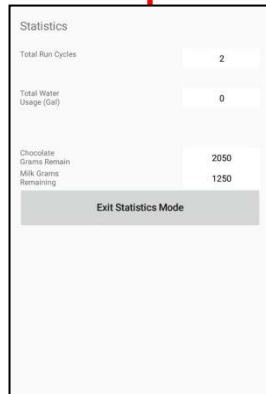 Statistics
Total Run Cycles 2
Total Water
Usage (Gal) 0
Chocolate
Grams Remain 2050
Milk Grams
Remaining 1250
Exit Statistics Mode